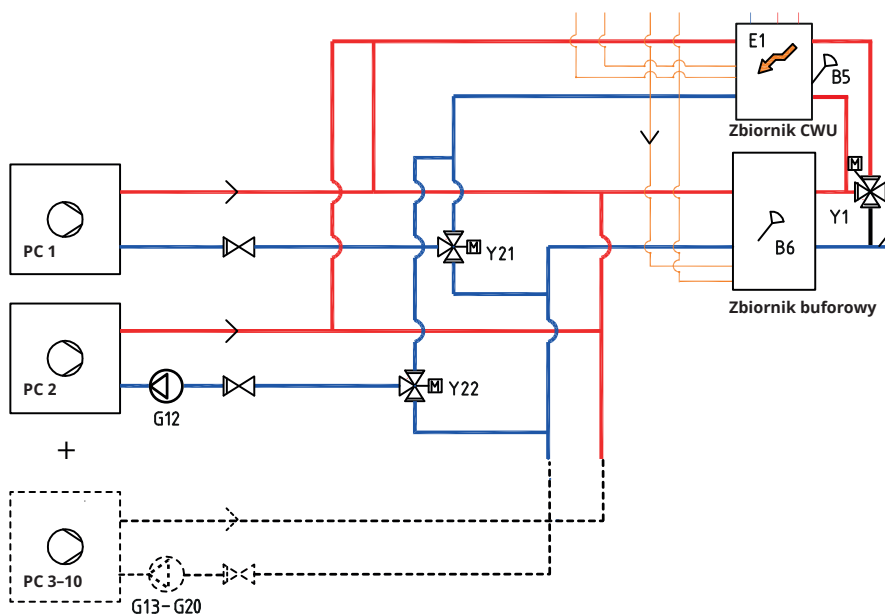 E1
B5
Zbiornik CWU
M
Y1
PC 1
M
Y21
B6
Zbiornik buforowy
PC 2
G12
M
Y22
+
PC 3–10
G13–G20